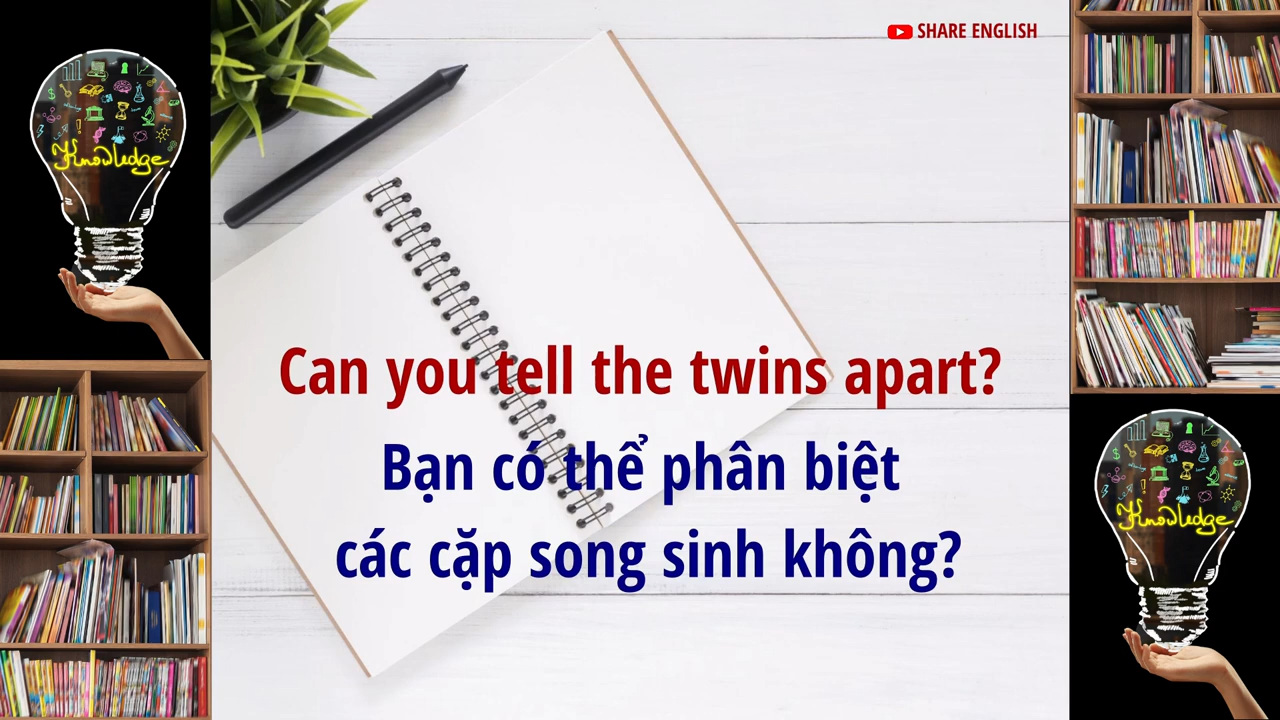 SHARE ENGLISH
Knowledge
Can you tell the twins apart?
Bạn có thể phân biệt
các cặp song sinh không?
Knowledge